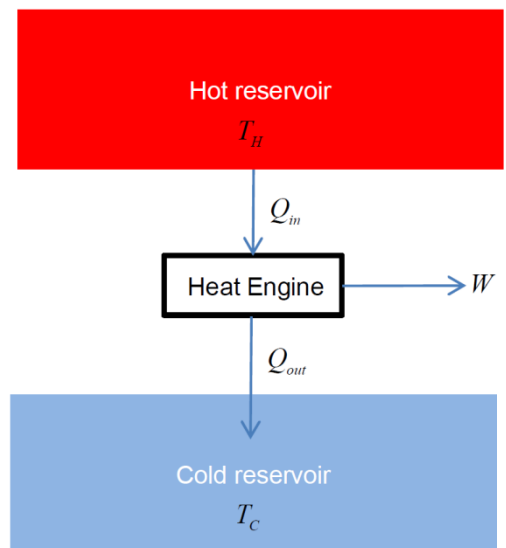 Hot reservoir
T_H
Q_in
Heat Engine
W
Q_out
Cold reservoir
T_C